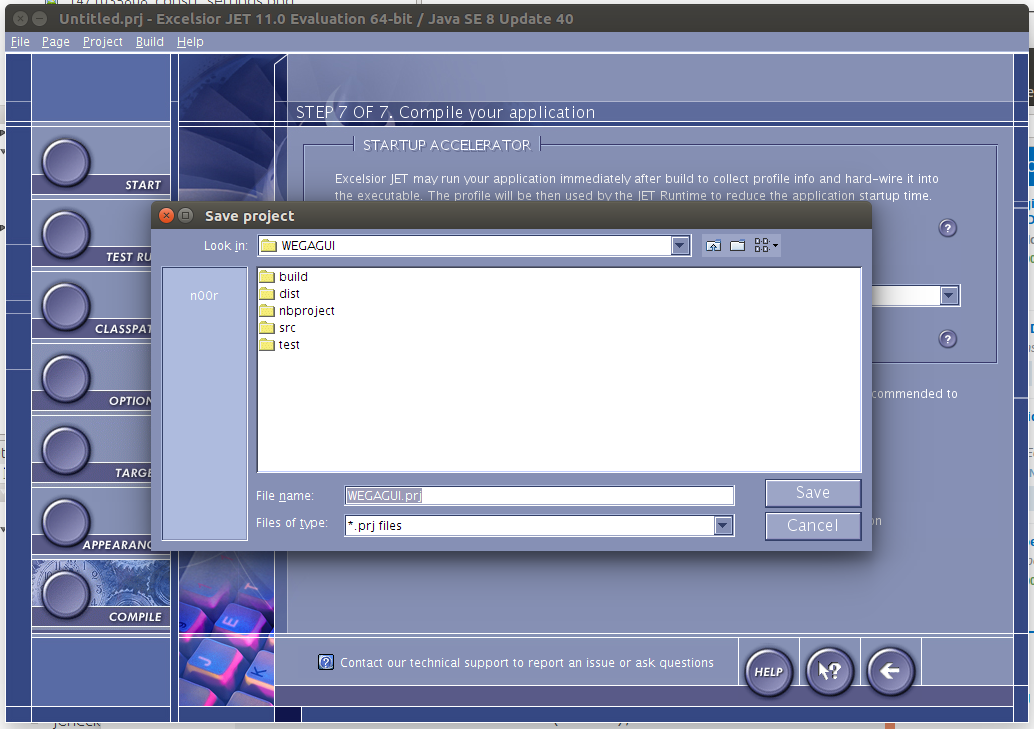 Untitled.prj - Excelsior JET 11.0 Evaluation 64-bit / Java SE 8 Update 40
File Page Project Build Help
STEP 7 OF 7. Compile your application
STARTUP ACCELERATOR
Excelsior JET may run your application immediately after build to collect profile info and hard-wire it into
the executable. The profile will be then used by the JET Runtime to reduce the application startup time.
START
TEST RU
CLASSPAT
OPTION
TARGE
APPEARANC
COMPILE
Save project
Look in: WEGAGUI
n00r
build
dist
nbproject
src
test
File name: WEGAGUI.prj
Save
Files of type: *.prj files
Cancel
?
?
commended to
on
? Contact our technical support to report an issue or ask questions
HELP
?